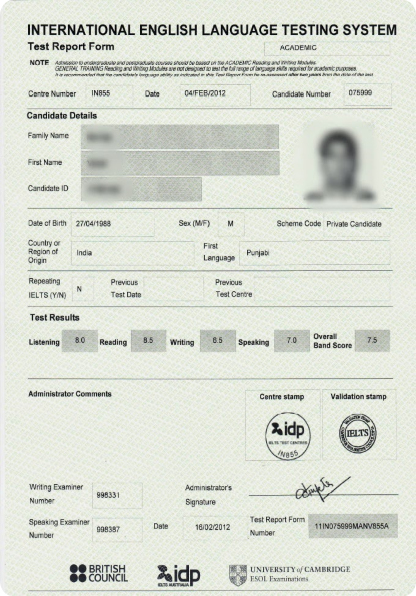 INTERNATIONAL ENGLISH LANGUAGE TESTING SYSTEM
Test Report Form ACADEMIC
NOTE Admission to undergraduate and postgraduate courses should be based on the ACADEMIC Reading and Writing Modules.
GENERAL TRAINING Reading and Writing Modules are not designed to test the full range of language skills required for academic purposes.
It is recommended that the candidate's language ability as indicated in this Test Report Form be re-assessed after two years from the date of the test.
Centre Number IN855 Date 04/FEB/2012 Candidate Number 075999
Candidate Details
Family Name
First Name
Candidate ID
Date of Birth 27/04/1988 Sex (M/F) M Scheme Code Private Candidate
Country or Region of Origin India First Language Punjabi
Repeating IELTS (Y/N) N Previous Test Date Previous Test Centre
Test Results
Listening 8.0 Reading 8.5 Writing 6.5 Speaking 7.0 Overall Band Score 7.5
Administrator Comments Centre stamp Validation stamp
idp
IELTS TEST CENTRES
IN855
IELTS
Writing Examiner Number 998331 Administrator's Signature
Speaking Examiner Number 998387 Date 16/02/2012 Test Report Form Number 11IN075999MANV855A
BRITISH COUNCIL idp IELTS AUSTRALIA UNIVERSITY of CAMBRIDGE ESOL Examinations